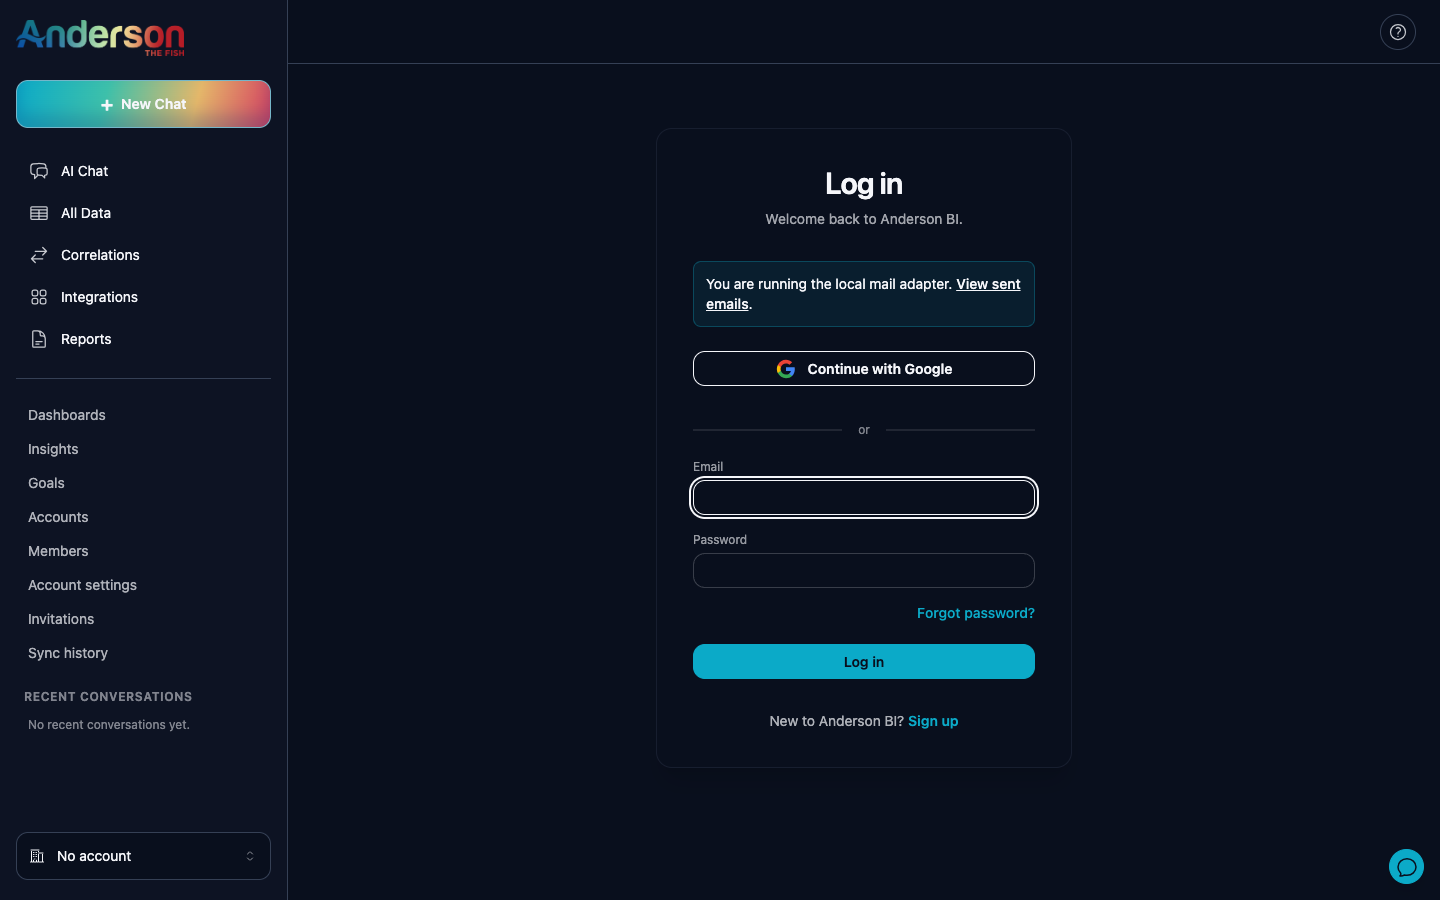 Anderson
THE FISH
New Chat
AI Chat
All Data
Correlations
Integrations
Reports
Dashboards
Insights
Goals
Accounts
Members
Account settings
Invitations
Sync history
RECENT CONVERSATIONS
No recent conversations yet.
No account
Log in
Welcome back to Anderson BI.
You are running the local mail adapter. View sent
emails.
Continue with Google
or
Email
Password
Forgot password?
Log in
New to Anderson BI? Sign up